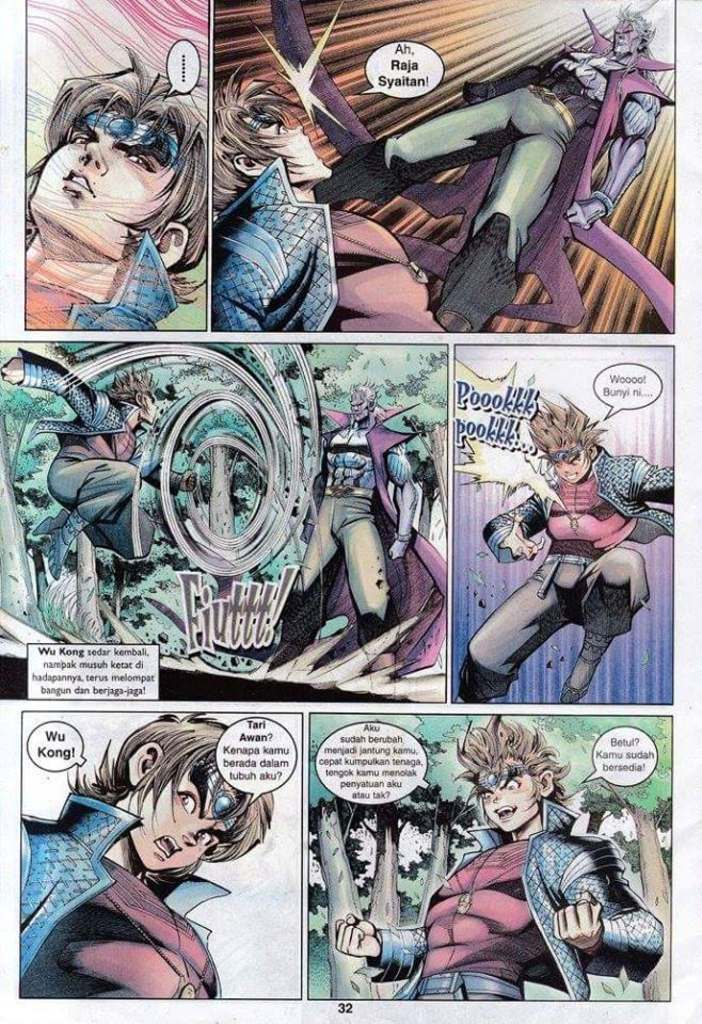 ........
Ah,
Raja
Syaitan!
Fiuttt!
Wu Kong sedar kembali,
nampak musuh ketat di
hadapannya, terus melompat
bangun dan berjaga-jaga!
Poookkk
pookkk...
Woooo!
Bunyi ni....
Wu
Kong!
Tari
Awan?
Kenapa kamu
berada dalam
tubuh aku?
Aku
sudah berubah
menjadi jantung kamu,
cepat kumpulkan tenaga,
tengok kamu menolak
penyatuan aku
atau tak?
Betul?
Kamu sudah
bersedia!
32